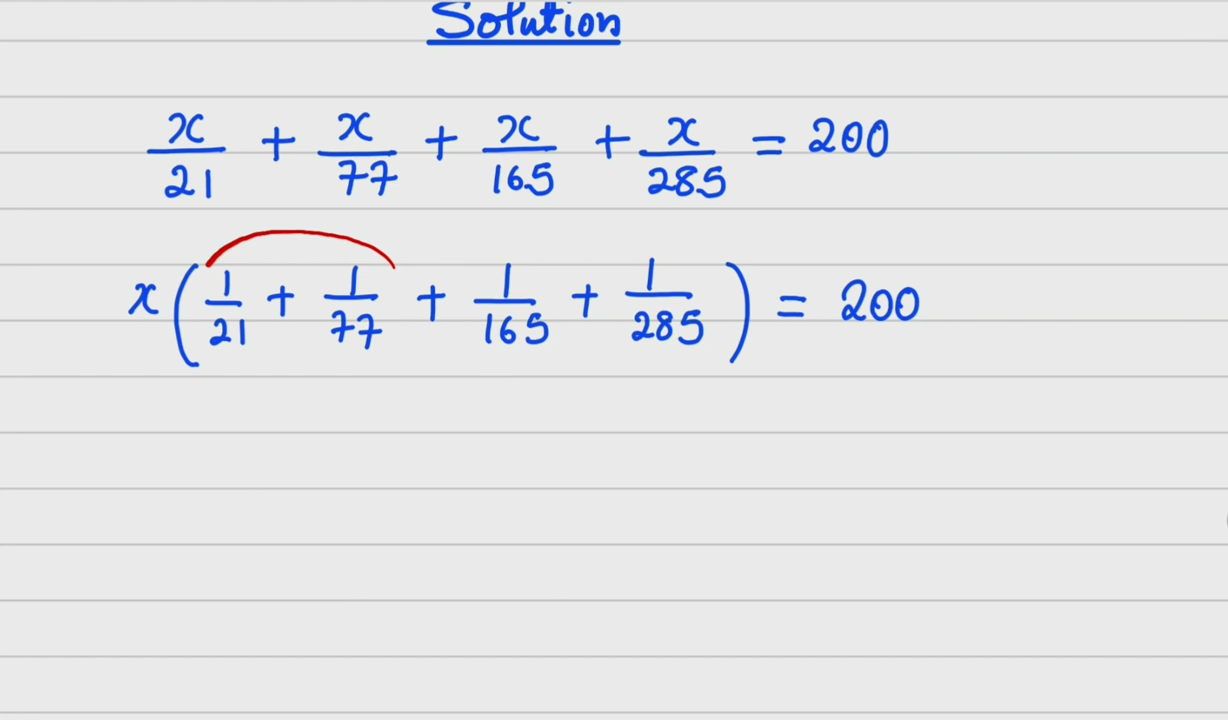 Solution
x/21 + x/77 + x/165 + x/285 = 200
x(1/21 + 1/77 + 1/165 + 1/285) = 200